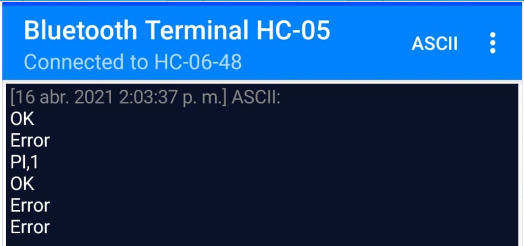 Bluetooth Terminal HC-05
ASCII
Connected to HC-06-48
[16 abr. 2021 2:03:37 p. m.] ASCII:
OK
Error
PI,1
OK
Error
Error